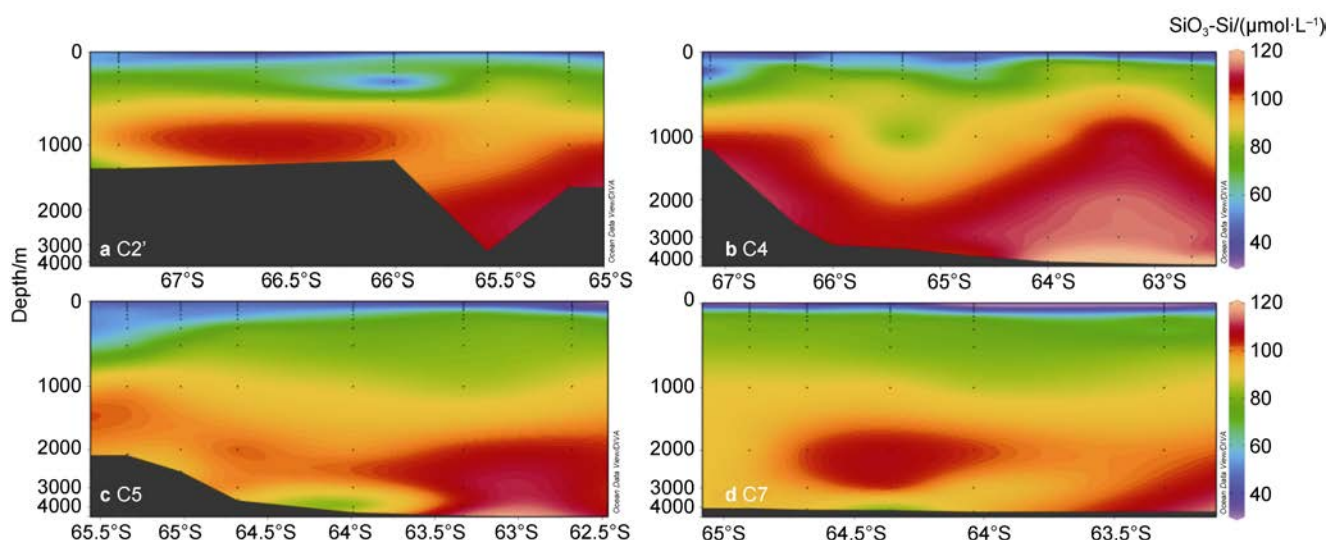 SiO₃-Si/(μmol·L⁻¹)
0
1000
2000
3000
4000
a C2'
Ocean Data View/DIVA
67°S
66.5°S
66°S
65.5°S
65°S
0
1000
2000
3000
4000
b C4
Ocean Data View/DIVA
67°S
66°S
65°S
64°S
63°S
120
100
80
60
40
Depth/m
0
1000
2000
3000
4000
c C5
Ocean Data View/DIVA
65.5°S
65°S
64.5°S
64°S
63.5°S
63°S
62.5°S
0
1000
2000
3000
4000
d C7
Ocean Data View/DIVA
65°S
64.5°S
64°S
63.5°S
120
100
80
60
40